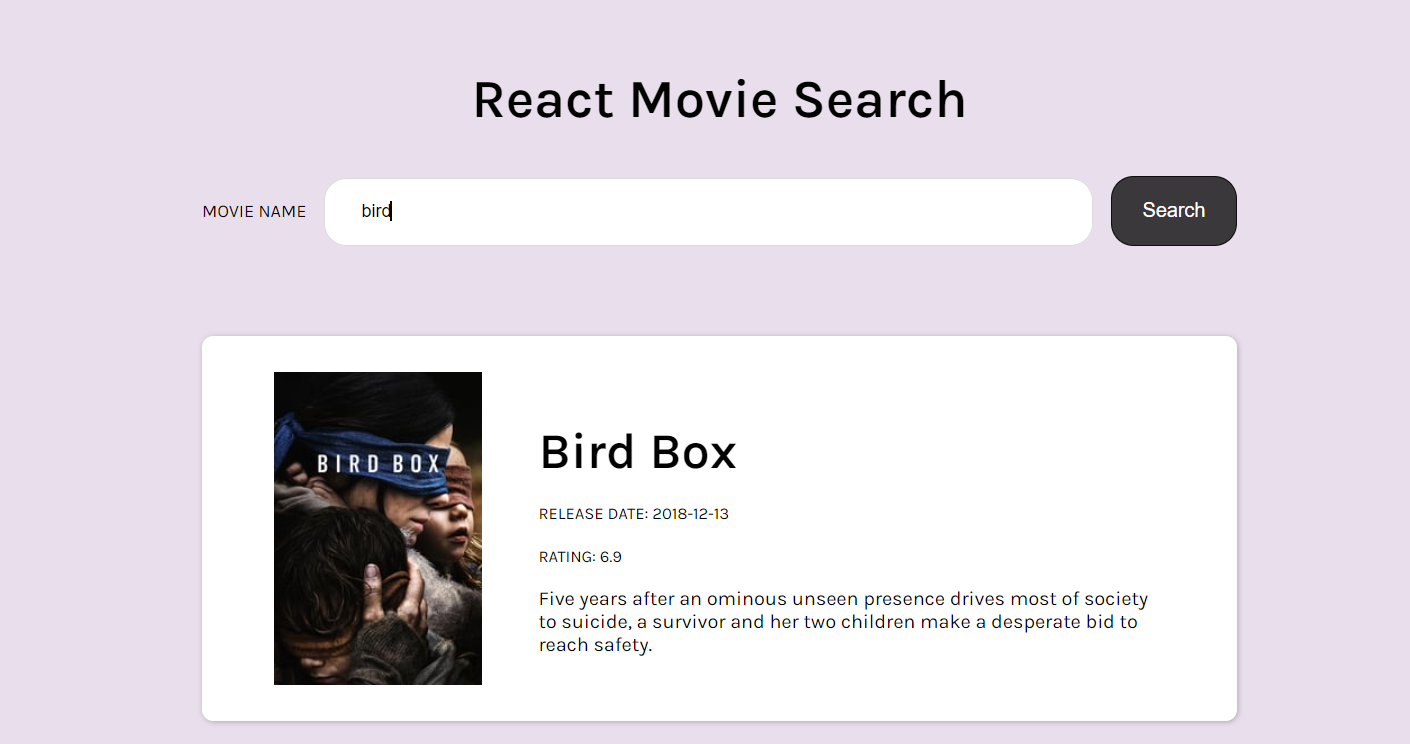 React Movie Search
MOVIE NAME
bird
Search
BIRD BOX
Bird Box
RELEASE DATE: 2018-12-13
RATING: 6.9
Five years after an ominous unseen presence drives most of society
to suicide, a survivor and her two children make a desperate bid to
reach safety.